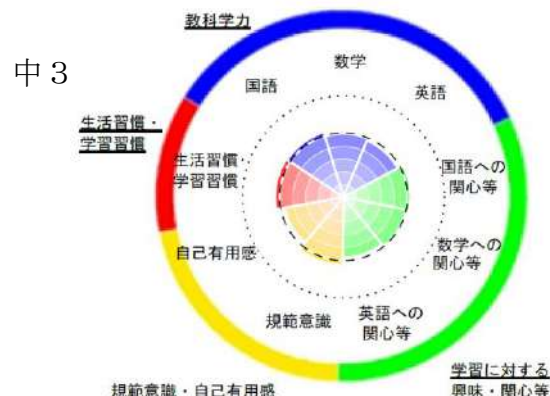 教科学力
中３
数学
国語
英語
生活習慣・
学習習慣
生活習慣・
学習習慣
国語への
関心等
自己有用感
数学への
関心等
規範意識
英語への
関心等
学習に対する
興味・関心等
規範意識・自己有用感